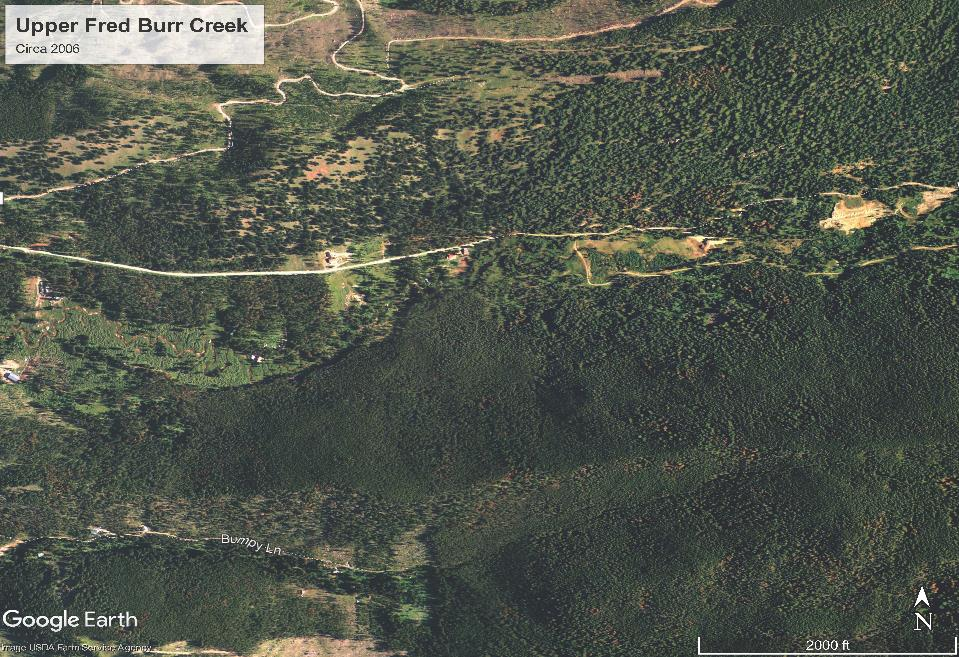 Upper Fred Burr Creek
Circa 2006
Bumpy Ln
Google Earth
Image USDA Farm Service Agency
N
2000 ft